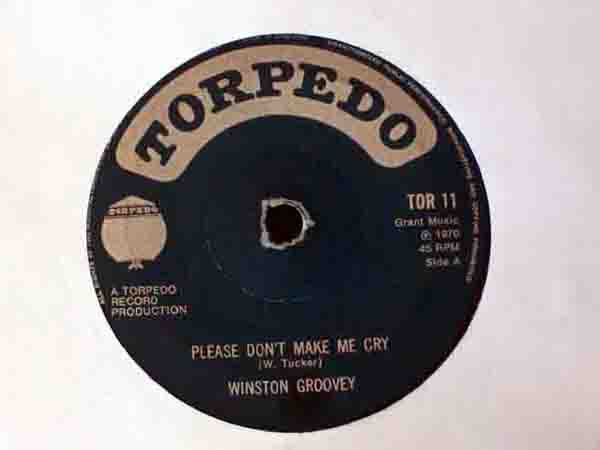 TORPEDO
TORPEDO
TOR 11
Grant Music
℗ 1970
45 RPM
Side A
A TORPEDO
RECORD
PRODUCTION
PLEASE DON'T MAKE ME CRY
(W. Tucker)
WINSTON GROOVEY